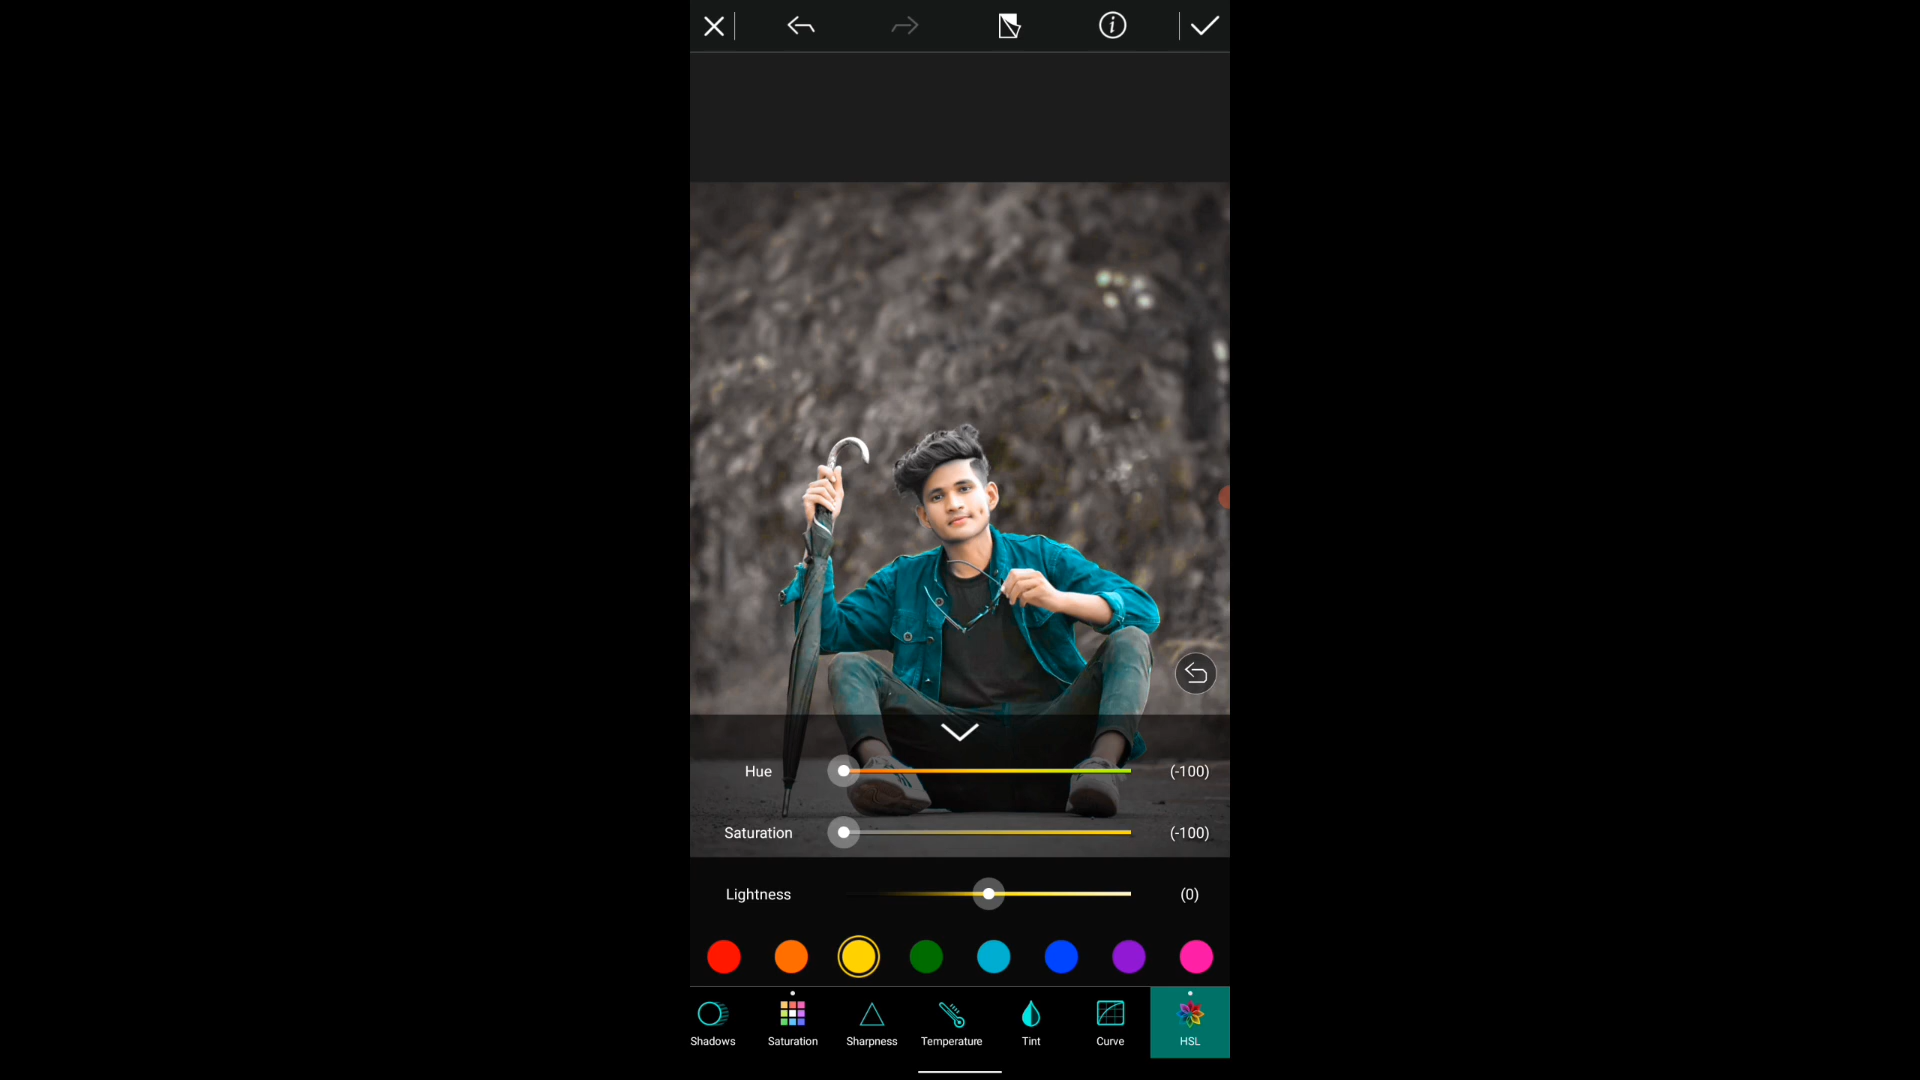 Hue (-100)
Saturation (-100)
Lightness (0)
Shadows Saturation Sharpness Temperature Tint Curve HSL